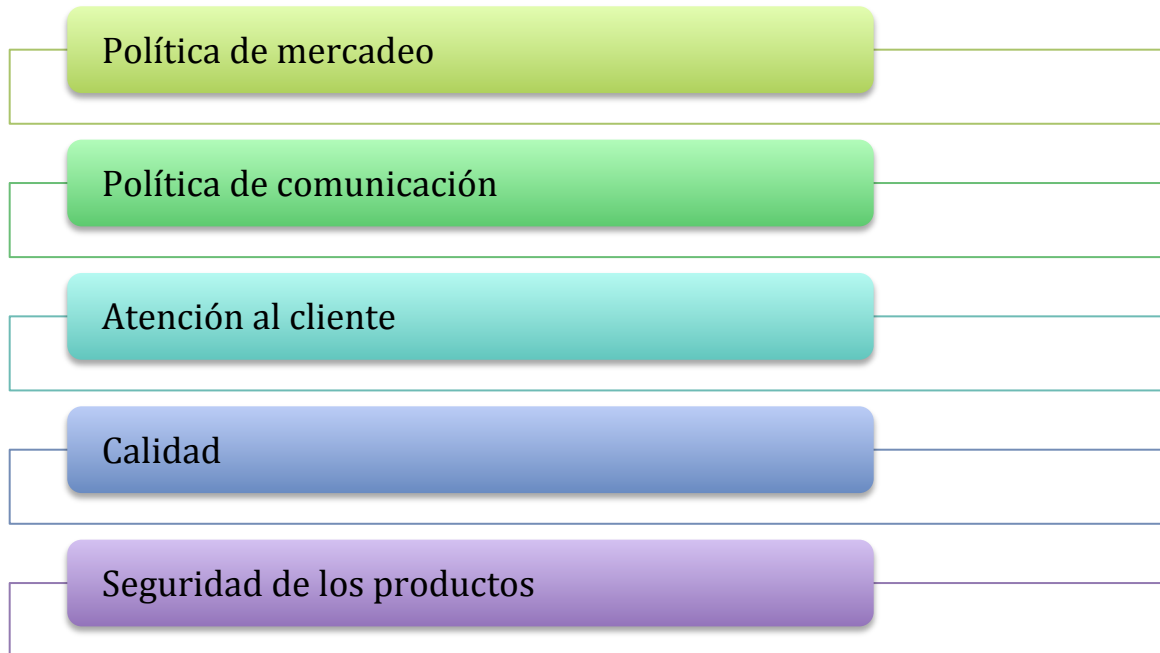 Política de mercadeo
Política de comunicación
Atención al cliente
Calidad
Seguridad de los productos